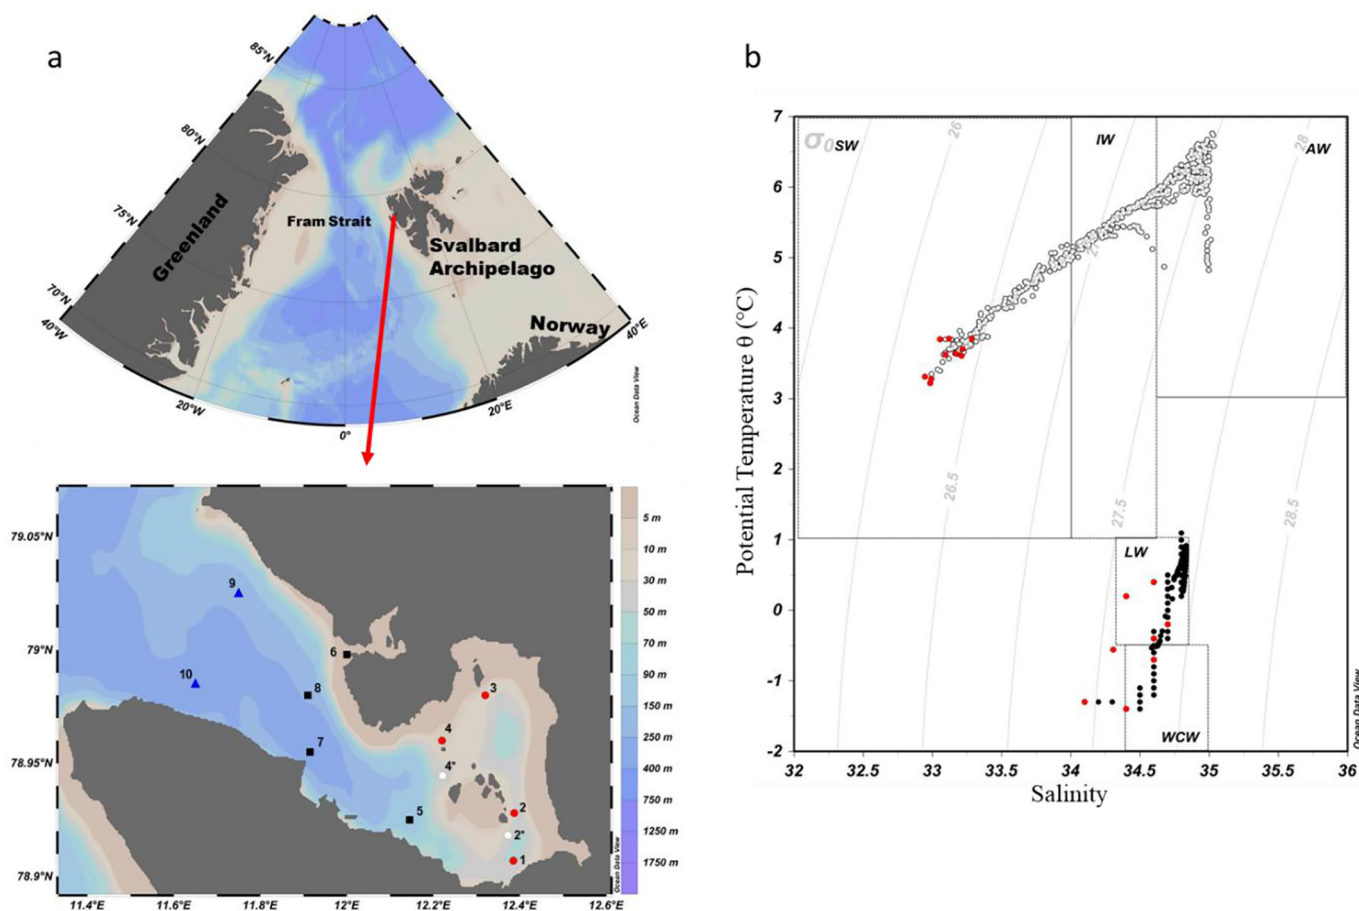 a
85°N
80°N
75°N
70°N
40°W
20°W
0°
20°E
40°E
Greenland
Fram Strait
Svalbard
Archipelago
Norway
Ocean Data View
79.05°N
79°N
78.95°N
78.9°N
11.4°E
11.6°E
11.8°E
12°E
12.2°E
12.4°E
12.6°E
9
10
6
8
7
3
4
4*
5
2
2*
1
5 m
10 m
30 m
50 m
70 m
90 m
150 m
250 m
400 m
750 m
1250 m
1750 m
Ocean Data View
b
Potential Temperature θ (°C)
7
6
5
4
3
2
1
0
-1
-2
32
32.5
33
33.5
34
34.5
35
35.5
36
Salinity
σ0 SW
IW
AW
LW
WCW
26
28
26.5
27.5
28.5
Ocean Data View